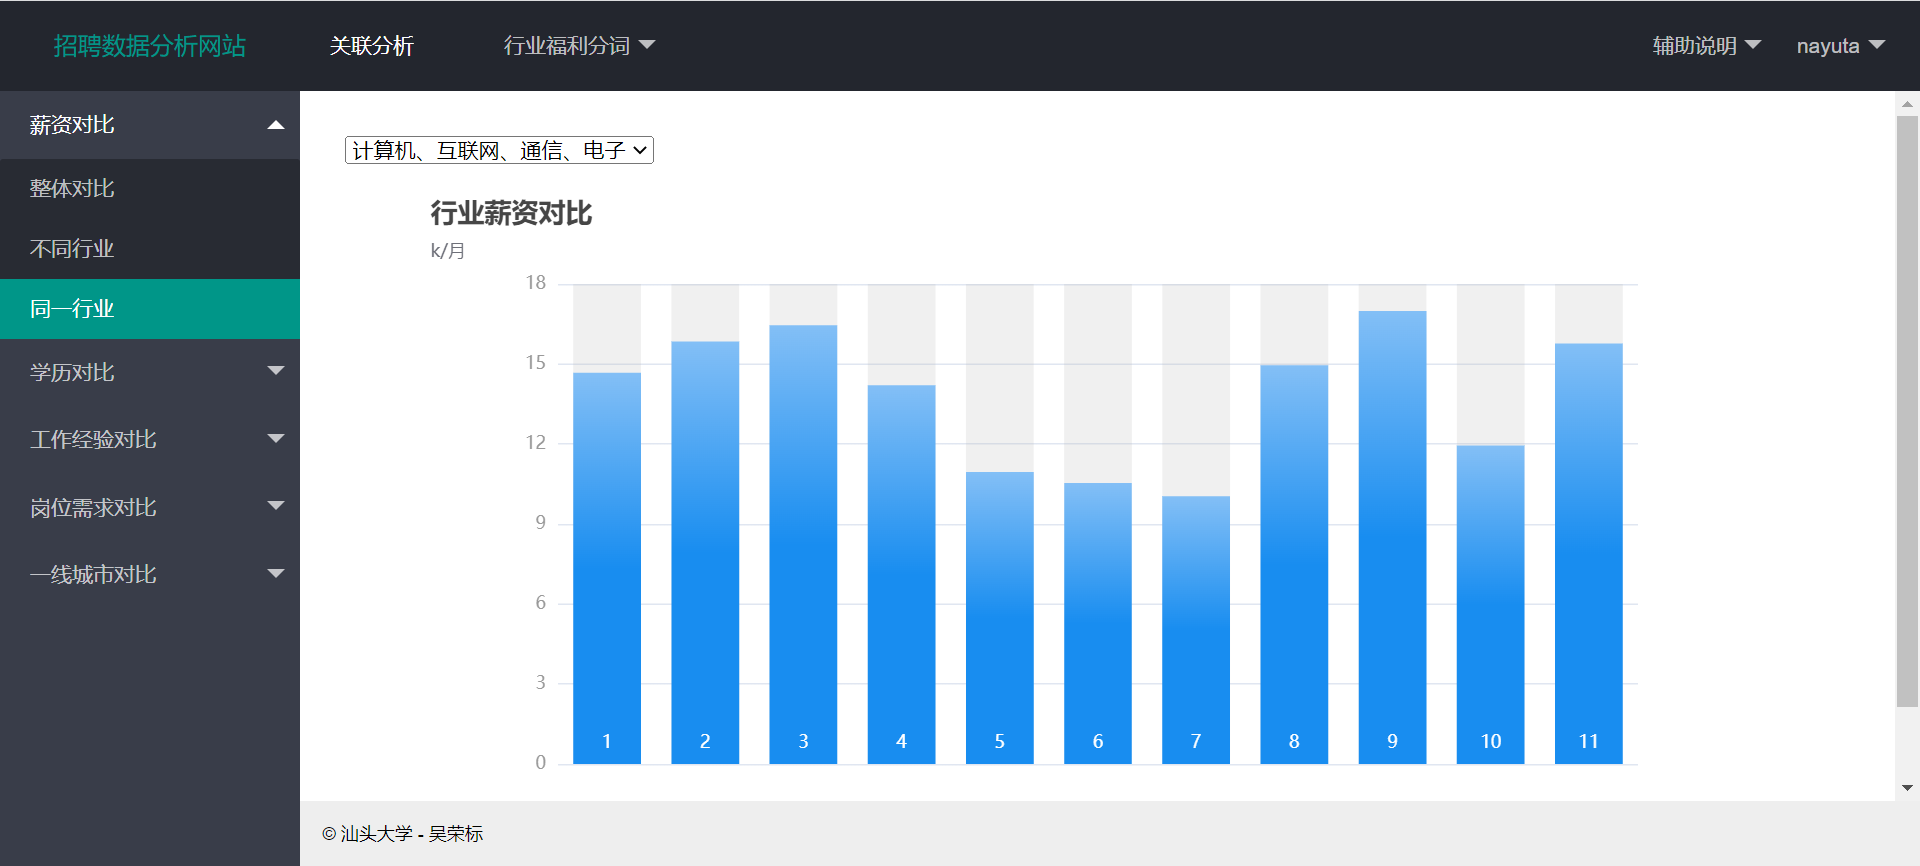 招聘数据分析网站 关联分析 行业福利分词 辅助说明 nayuta
薪资对比
整体对比
不同行业
同一行业
学历对比
工作经验对比
岗位需求对比
一线城市对比
计算机、互联网、通信、电子
行业薪资对比
k/月
18
15
12
9
6
3
0
1 2 3 4 5 6 7 8 9 10 11
© 汕头大学 - 吴荣标